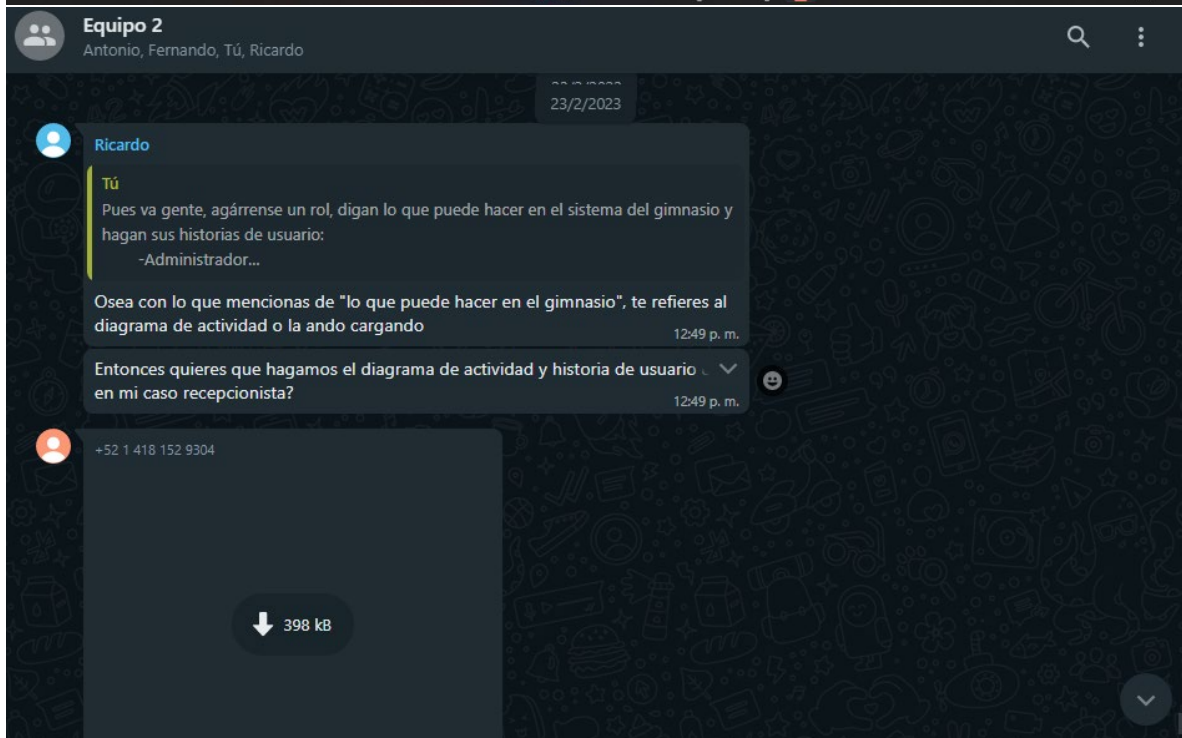 Equipo 2
Antonio, Fernando, Tú, Ricardo
23/2/2023
Ricardo
Tú
Pues va gente, agárrense un rol, digan lo que puede hacer en el sistema del gimnasio y
hagan sus historias de usuario:
-Administrador...
Osea con lo que mencionas de "lo que puede hacer en el gimnasio", te refieres al
diagrama de actividad o la ando cargando
12:49 p. m.
Entonces quieres que hagamos el diagrama de actividad y historia de usuario
en mi caso recepcionista?
12:49 p. m.
+52 1 418 152 9304
398 kB